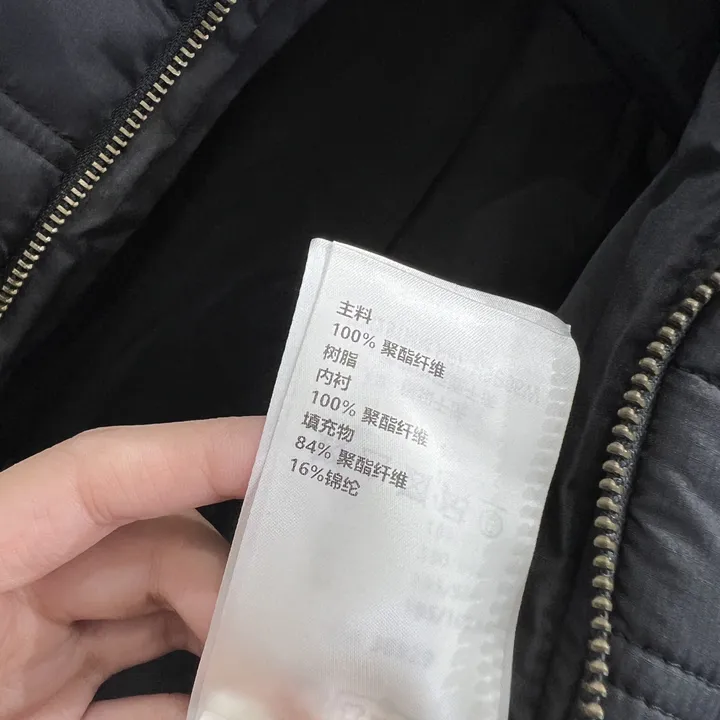 主料
100% 聚酯纤维
树脂
内衬
100% 聚酯纤维
填充物
84% 聚酯纤维
16%锦纶